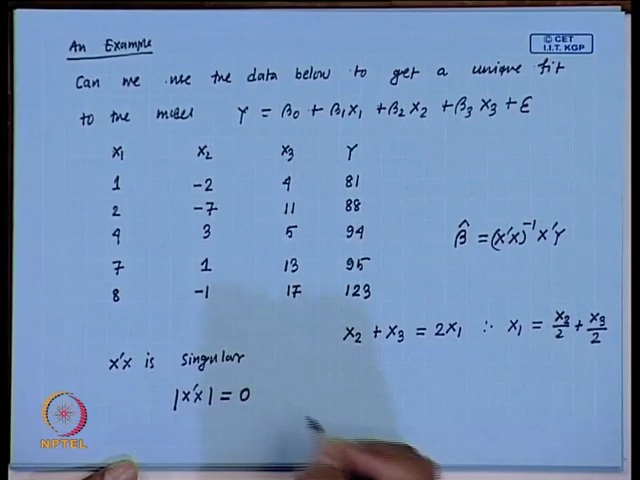 An Example
© CET
I.I.T. KGP
Can we use the data below to get a unique fit
to the model Y = β0 + β1X1 + β2X2 + β3X3 + ε
X1 X2 X3 Y
1 -2 4 81
2 -7 11 88
4 3 5 94
7 1 13 95
8 -1 17 123
β̂ = (X'X)⁻¹X'Y
X2 + X3 = 2X1 ∴ X1 = X2/2 + X3/2
X'X is singular
|X'X| = 0
NPTEL